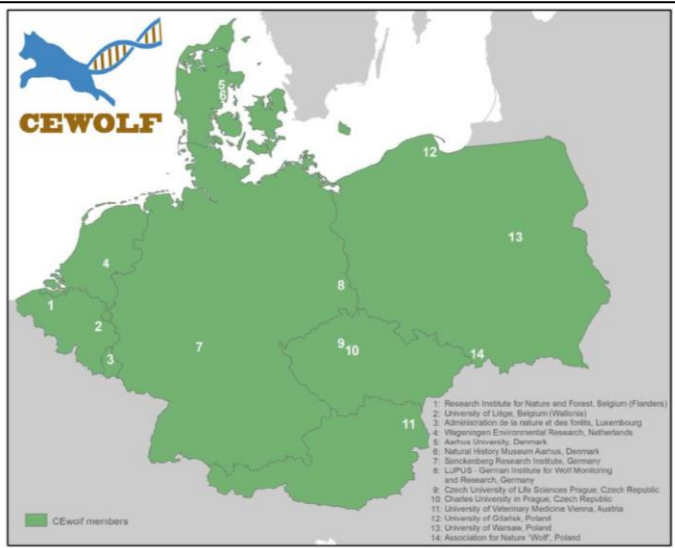 CEWOLF
5
6
12
13
4
8
1
2
9
10
7
3
14
11
1: Research Institute for Nature and Forest, Belgium (Flanders)
2: University of Liège, Belgium (Wallonia)
3: Administration de la nature et des forêts, Luxembourg
4: Wageningen Environmental Research, Netherlands
5: Aarhus University, Denmark
6: Natural History Museum Aarhus, Denmark
7: Senckenberg Research Institute, Germany
8: LUPUS - German Institute for Wolf Monitoring
and Research, Germany
9: Czech University of Life Sciences Prague, Czech Republic
10: Charles University in Prague, Czech Republic
11: University of Veterinary Medicine Vienna, Austria
12: University of Gdańsk, Poland
13: University of Warsaw, Poland
14: Association for Nature "Wolf", Poland
CEwolf members